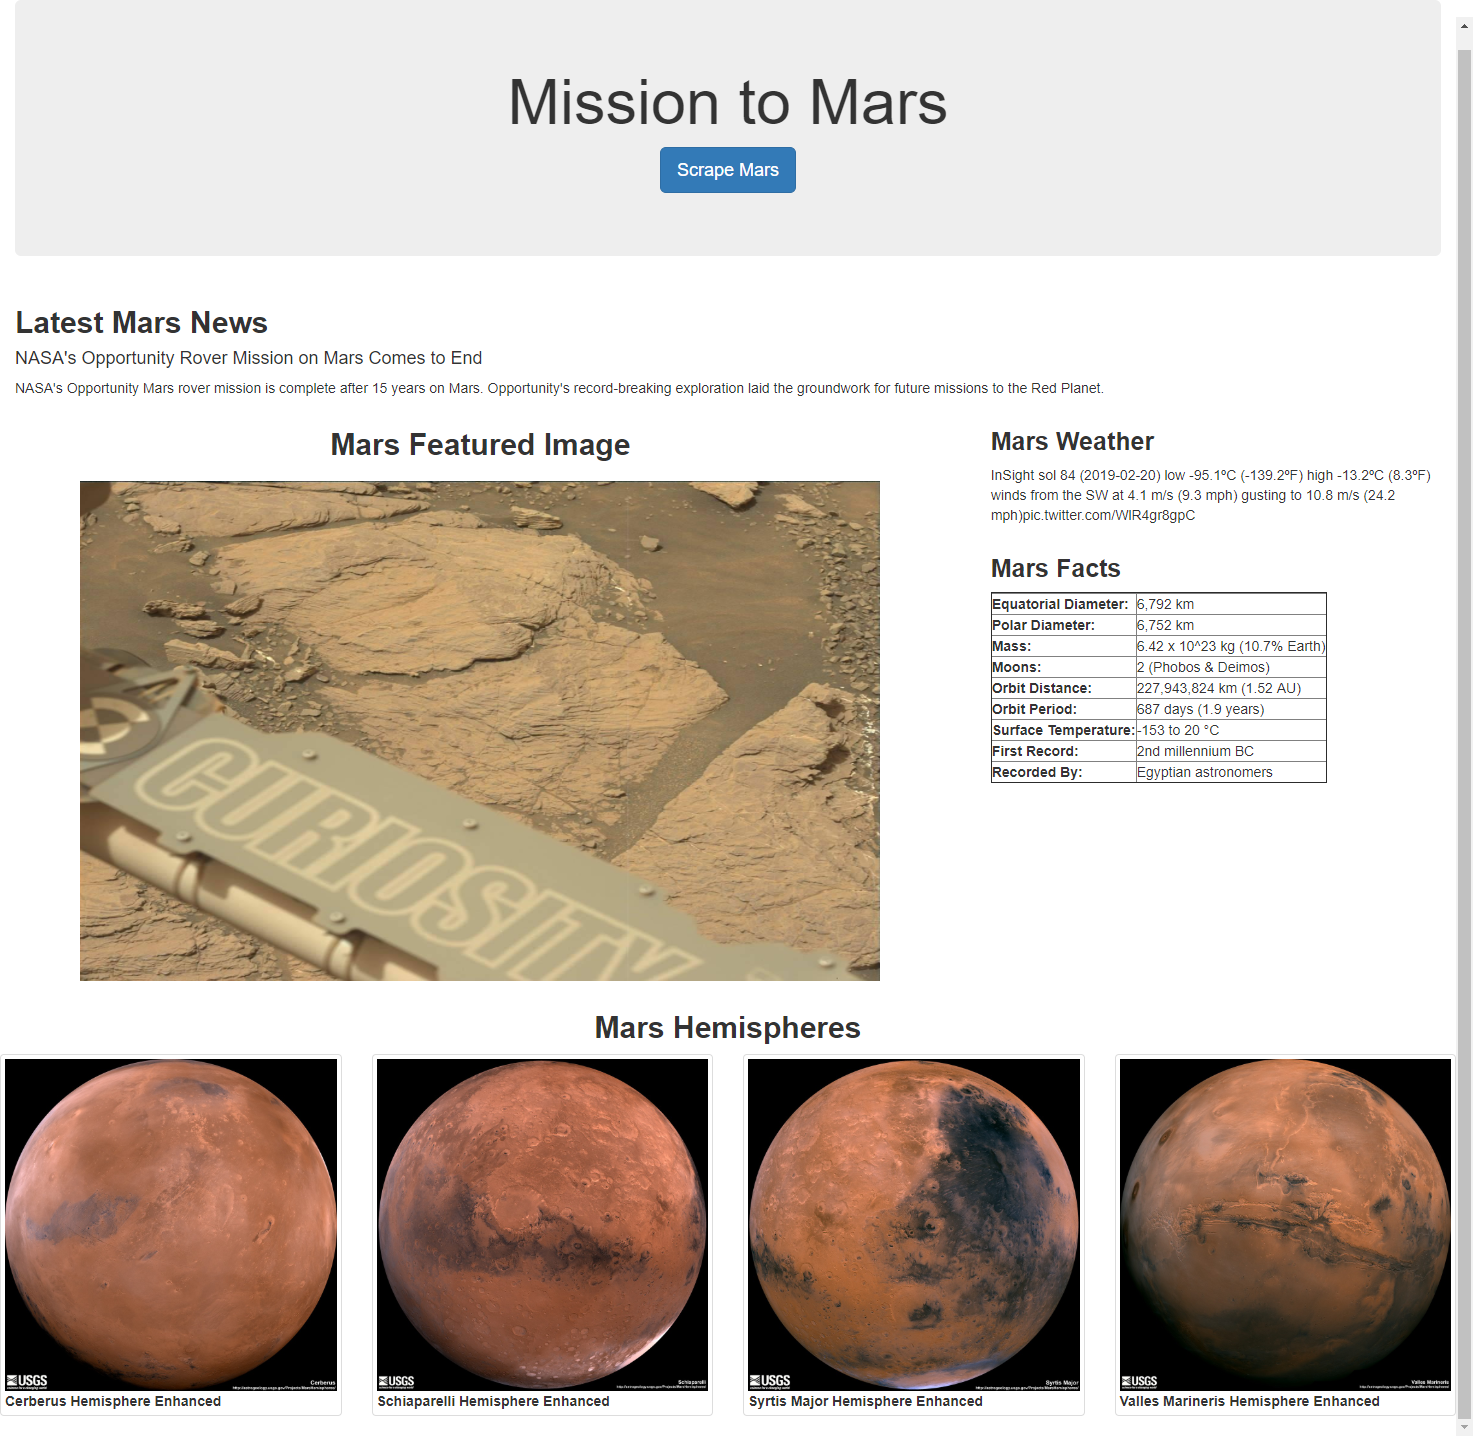 Mission to Mars
Scrape Mars
Latest Mars News
NASA's Opportunity Rover Mission on Mars Comes to End
NASA's Opportunity Mars rover mission is complete after 15 years on Mars. Opportunity's record-breaking exploration laid the groundwork for future missions to the Red Planet.
Mars Featured Image
CURIOSITY
Mars Weather
InSight sol 84 (2019-02-20) low -95.1ºC (-139.2ºF) high -13.2ºC (8.3ºF)
winds from the SW at 4.1 m/s (9.3 mph) gusting to 10.8 m/s (24.2
mph)pic.twitter.com/WlR4gr8gpC
Mars Facts
Equatorial Diameter: 6,792 km
Polar Diameter: 6,752 km
Mass: 6.42 x 10^23 kg (10.7% Earth)
Moons: 2 (Phobos & Deimos)
Orbit Distance: 227,943,824 km (1.52 AU)
Orbit Period: 687 days (1.9 years)
Surface Temperature: -153 to 20 °C
First Record: 2nd millennium BC
Recorded By: Egyptian astronomers
Mars Hemispheres
USGS
Cerberus
Cerberus Hemisphere Enhanced
USGS
Schiaparelli
Schiaparelli Hemisphere Enhanced
USGS
Syrtis Major
Syrtis Major Hemisphere Enhanced
USGS
Valles Marineris
Valles Marineris Hemisphere Enhanced